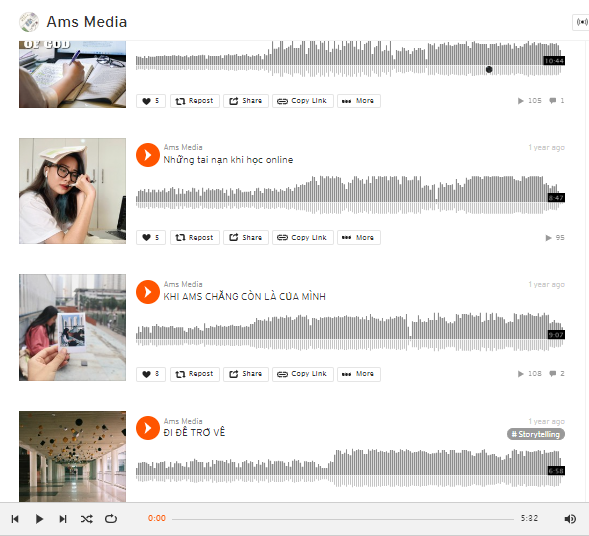 Ams Media
OF GOD
10:44
5 Repost Share Copy Link More 105 1
Ams Media 1 year ago
Những tai nạn khi học online
8:47
5 Repost Share Copy Link More 95
Ams Media 1 year ago
KHI AMS CHẲNG CÒN LÀ CỦA MÌNH
9:07
8 Repost Share Copy Link More 108 2
Ams Media 1 year ago
ĐI ĐỂ TRỞ VỀ # Storytelling
6:58
0:00 5:32